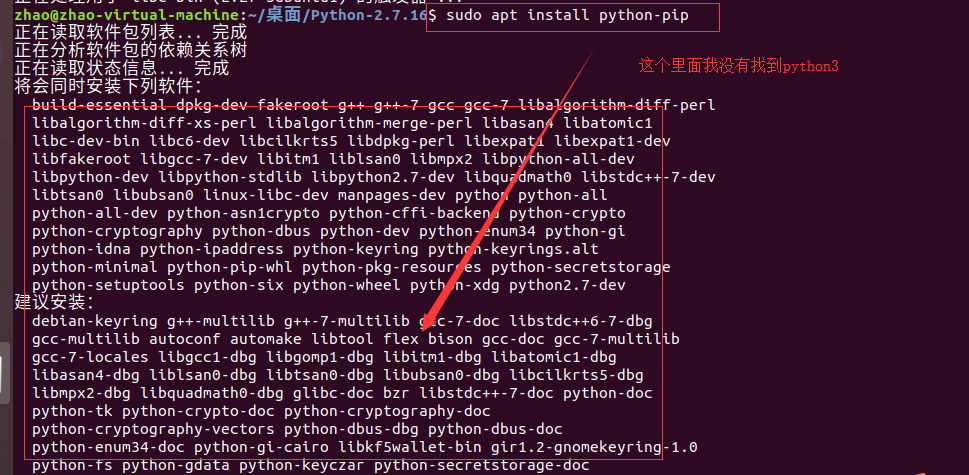 zhao@zhao-virtual-machine:~/桌面/Python-2.7.16$ sudo apt install python-pip
正在读取软件包列表... 完成
正在分析软件包的依赖关系树
正在读取状态信息... 完成
将会同时安装下列软件：
这个里面我没有找到python3
build-essential dpkg-dev fakeroot g++ g++-7 gcc gcc-7 libalgorithm-diff-perl
libalgorithm-diff-xs-perl libalgorithm-merge-perl libasan4 libatomic1
libc-dev-bin libc6-dev libcilkrts5 libdpkg-perl libexpat1 libexpat1-dev
libfakeroot libgcc-7-dev libitm1 liblsan0 libmpx2 libpython-all-dev
libpython-dev libpython-stdlib libpython2.7-dev libquadmath0 libstdc++-7-dev
libtsan0 libubsan0 linux-libc-dev manpages-dev python python-all
python-all-dev python-asn1crypto python-cffi-backend python-crypto
python-cryptography python-dbus python-dev python-enum34 python-gi
python-idna python-ipaddress python-keyring python-keyrings.alt
python-minimal python-pip-whl python-pkg-resources python-secretstorage
python-setuptools python-six python-wheel python-xdg python2.7-dev
建议安装：
debian-keyring g++-multilib g++-7-multilib gcc-7-doc libstdc++6-7-dbg
gcc-multilib autoconf automake libtool flex bison gcc-doc gcc-7-multilib
gcc-7-locales libgcc1-dbg libgomp1-dbg libitm1-dbg libatomic1-dbg
libasan4-dbg liblsan0-dbg libtsan0-dbg libubsan0-dbg libcilkrts5-dbg
libmpx2-dbg libquadmath0-dbg glibc-doc bzr libstdc++-7-doc python-doc
python-tk python-crypto-doc python-cryptography-doc
python-cryptography-vectors python-dbus-dbg python-dbus-doc
python-enum34-doc python-gi-cairo libkf5wallet-bin gir1.2-gnomekeyring-1.0
python-fs python-gdata python-keyczar python-secretstorage-doc